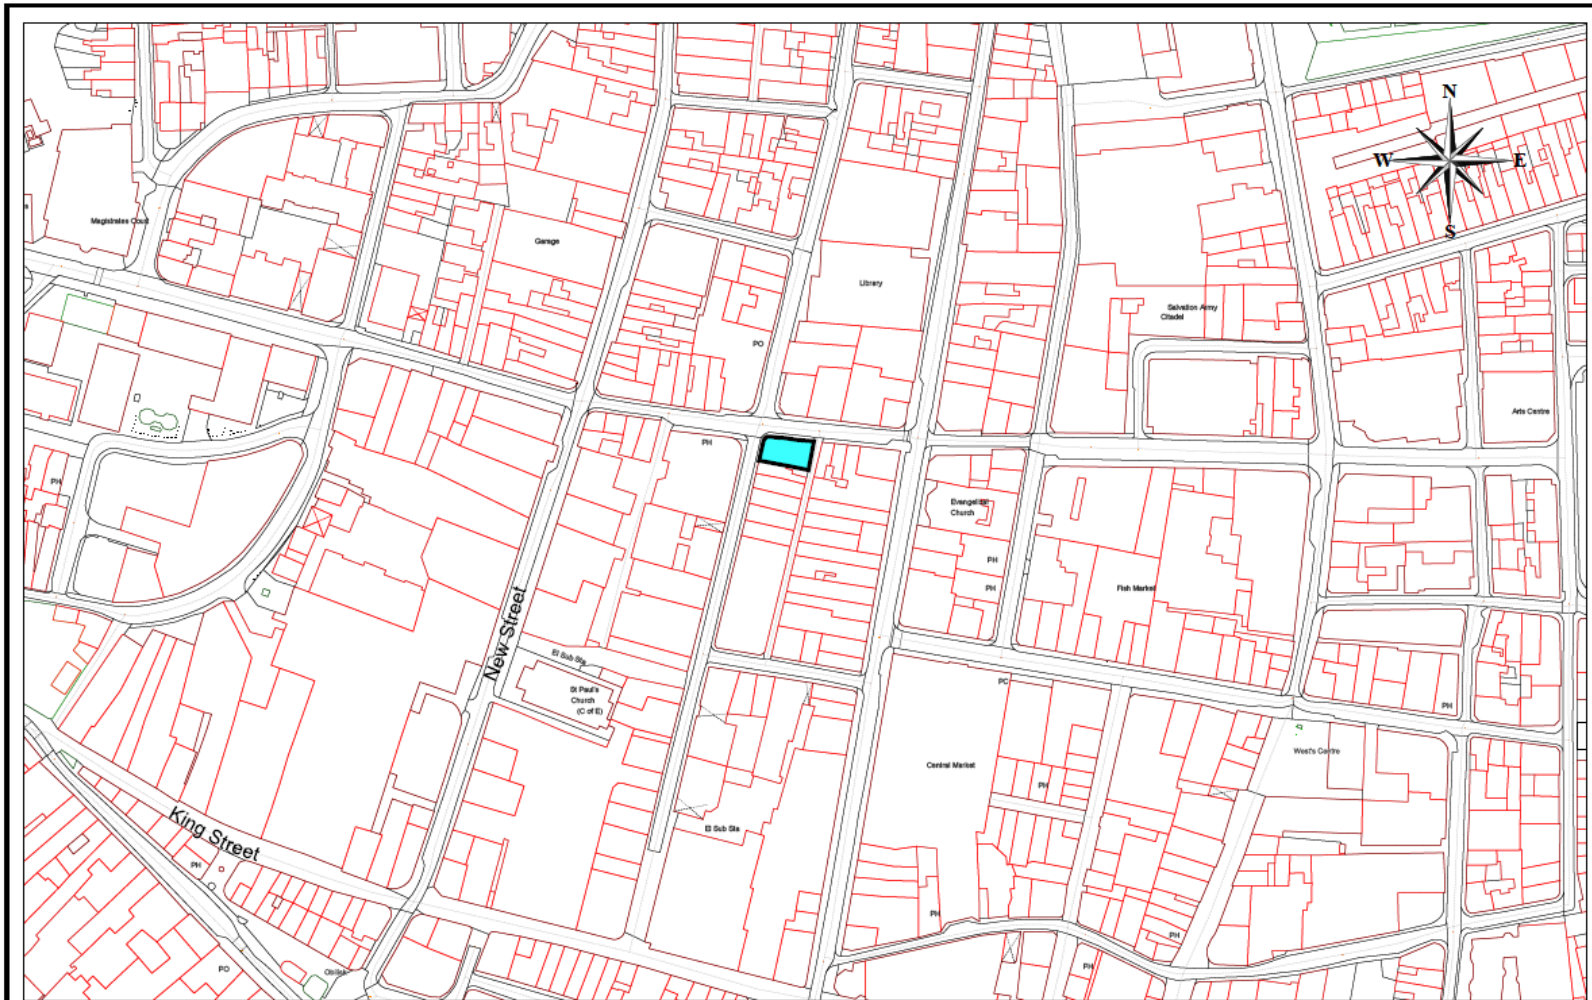 N
W
E
S
Magistrates Court
Garage
Library
Salvation Army
Citadel
PO
Arts Centre
PH
PH
Evangelist
Church
PH
PH
Fish Market
New Street
El Sub Sta
St Paul's
Church
(C of E)
PC
PH
West's Centre
Central Market
PH
King Street
El Sub Sta
PH
PH
PH
PH
PO
Obelisk